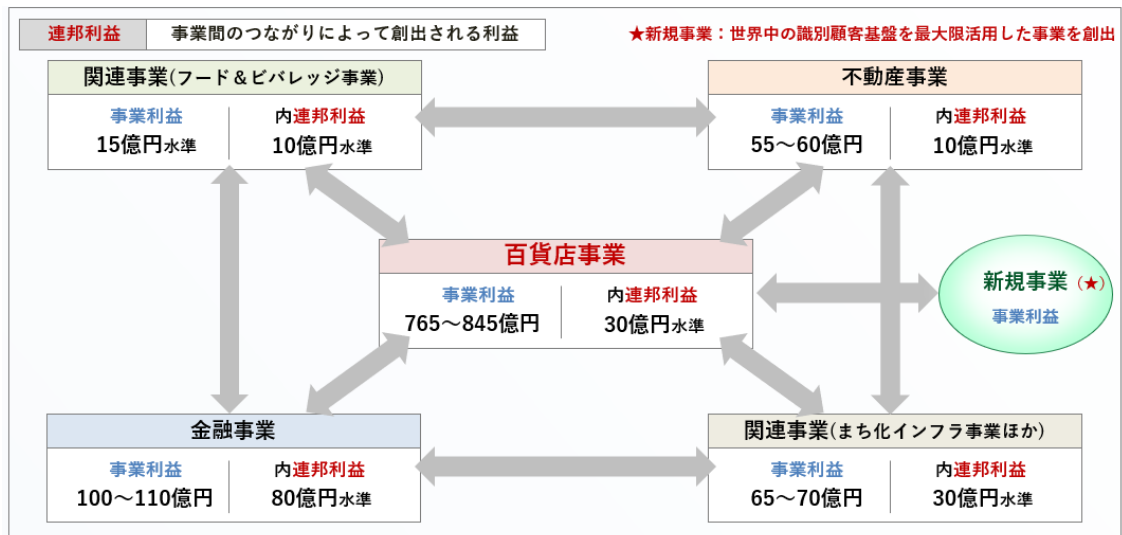 連邦利益 事業間のつながりによって創出される利益
★新規事業：世界中の識別顧客基盤を最大限活用した事業を創出
関連事業(フード＆ビバレッジ事業)
事業利益 内連邦利益
15億円水準 10億円水準
不動産事業
事業利益 内連邦利益
55～60億円 10億円水準
百貨店事業
事業利益 内連邦利益
765～845億円 30億円水準
新規事業（★）
事業利益
金融事業
事業利益 内連邦利益
100～110億円 80億円水準
関連事業(まち化インフラ事業ほか)
事業利益 内連邦利益
65～70億円 30億円水準